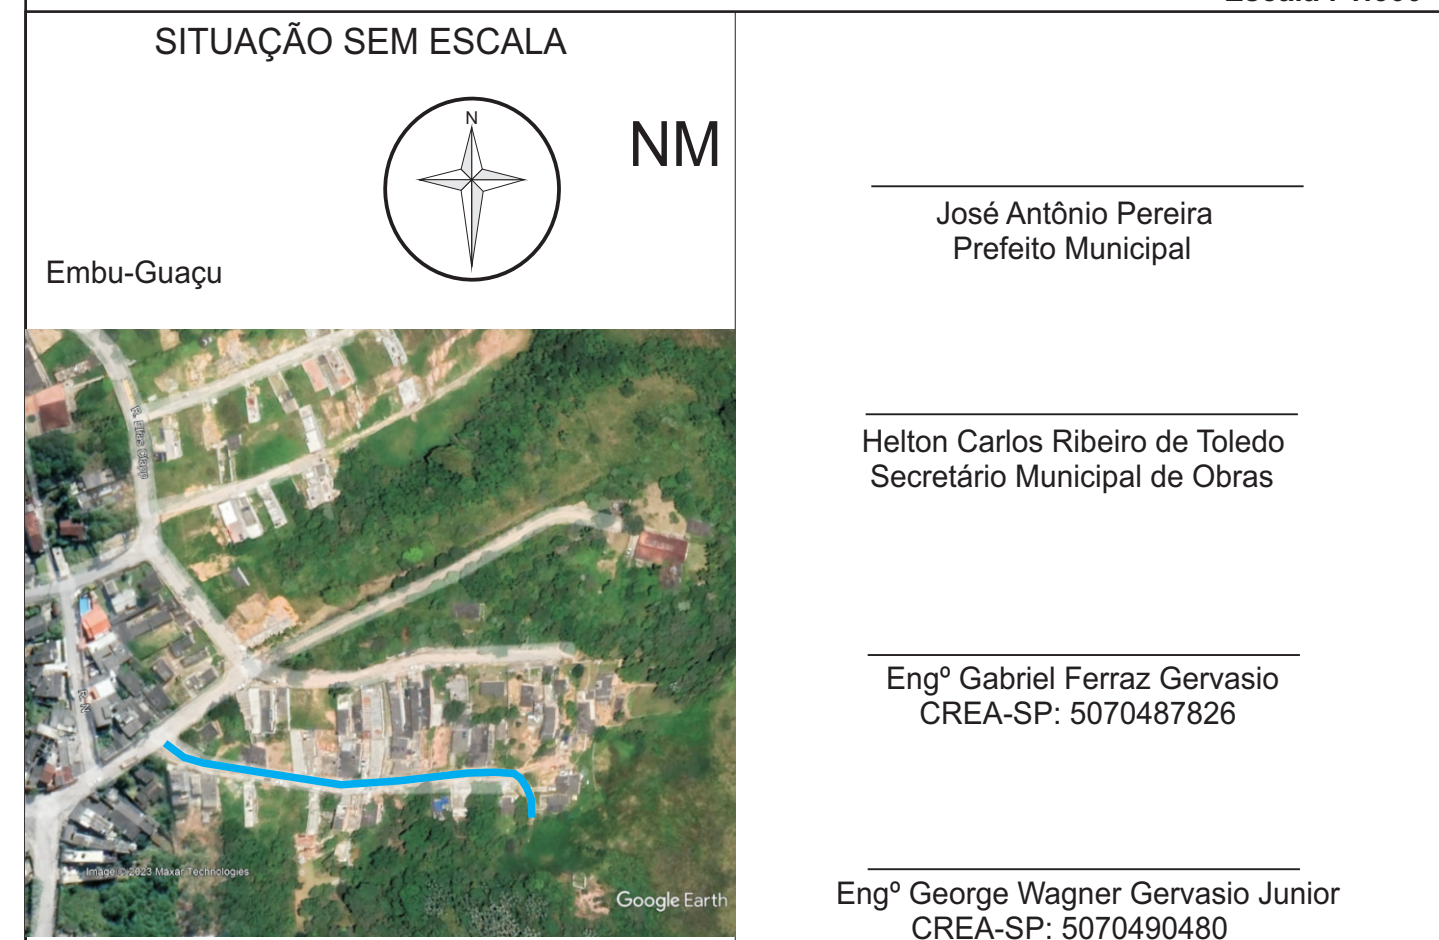 SITUAÇÃO SEM ESCALA
N
NM
Embu-Guaçu
R. Elias
R. N
Image © 2023 Maxar Technologies
Google Earth
José Antônio Pereira
Prefeito Municipal
Helton Carlos Ribeiro de Toledo
Secretário Municipal de Obras
Engº Gabriel Ferraz Gervasio
CREA-SP: 5070487826
Engº George Wagner Gervasio Junior
CREA-SP: 5070490480